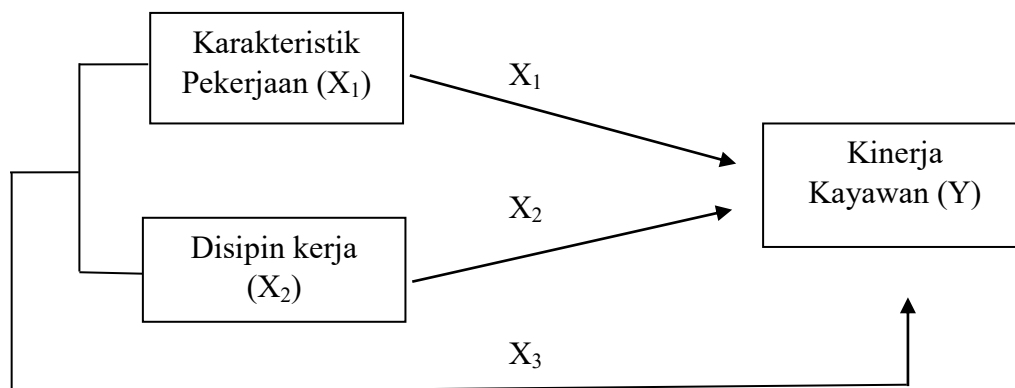 Karakteristik
Pekerjaan (X₁)
X₁
Kinerja
Kayawan (Y)
X₂
Disipin kerja
(X₂)
X₃